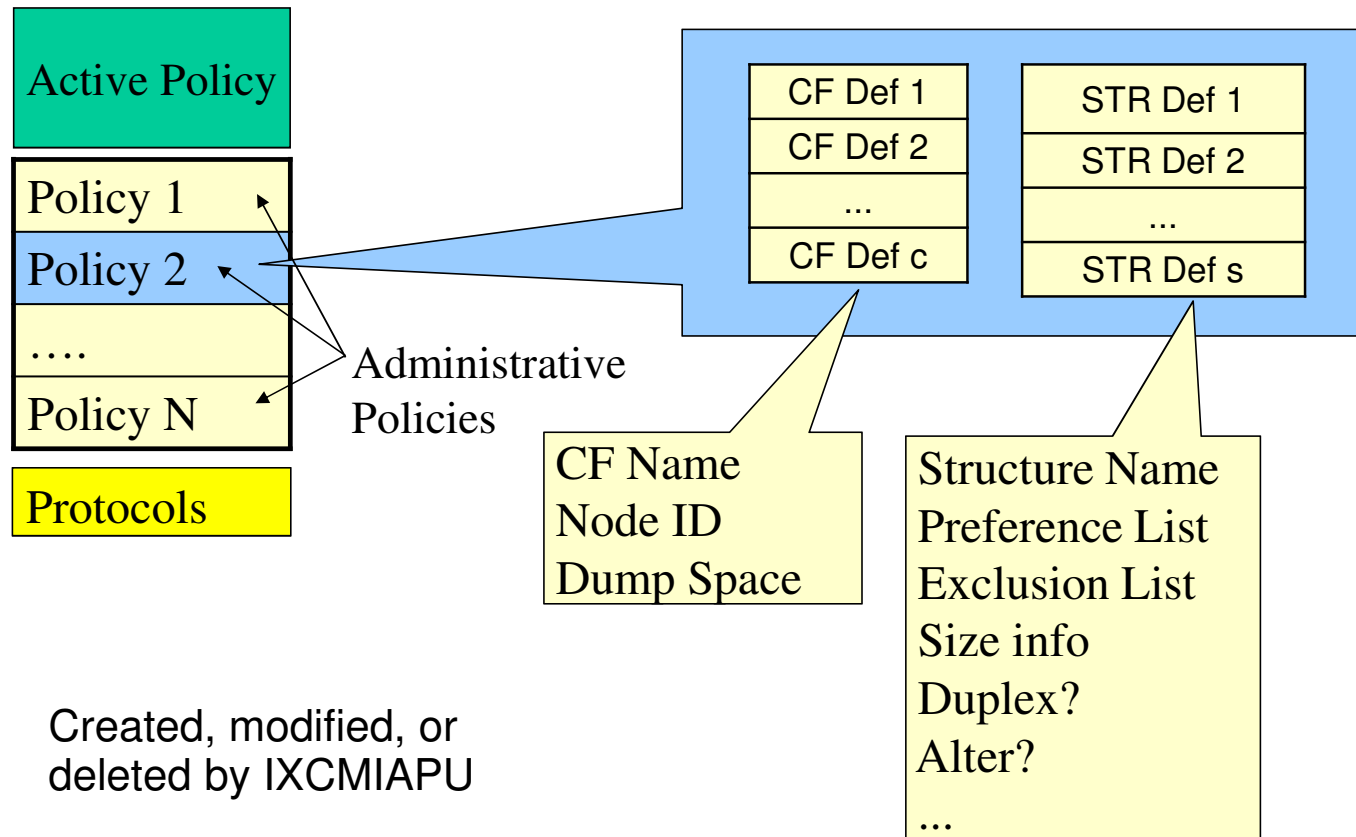 Active Policy
Policy 1
Policy 2
….
Policy N
Protocols
Administrative
Policies
CF Def 1
CF Def 2
...
CF Def c
STR Def 1
STR Def 2
...
STR Def s
CF Name
Node ID
Dump Space
Structure Name
Preference List
Exclusion List
Size info
Duplex?
Alter?
...
Created, modified, or
deleted by IXCMIAPU